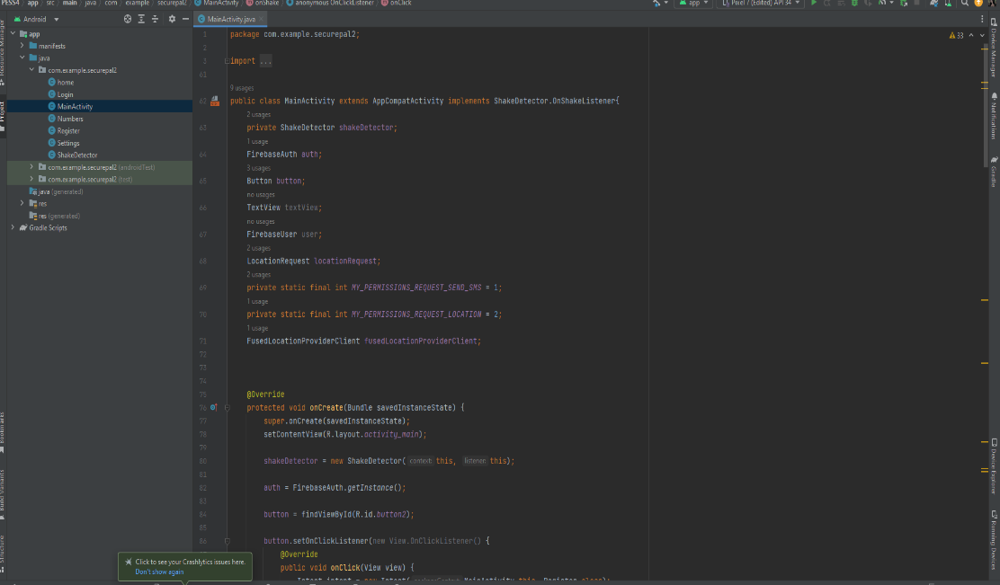 PESS4 app src main java com example securepal2 MainActivity onShake anonymous OnClickListener onClick
app Pixel 7 (Edited) API 34
Android
MainActivity.java
app
manifests
java
com.example.securepal2
home
Login
MainActivity
Numbers
Register
Settings
ShakeDetector
com.example.securepal2 (androidTest)
com.example.securepal2 (test)
java (generated)
res
res (generated)
Gradle Scripts
Resource Manager
Project
Bookmarks
Build Variants
Structure
33
1 package com.example.securepal2;
2
3 import ...
61
9 usages
62 public class MainActivity extends AppCompatActivity implements ShakeDetector.OnShakeListener{
2 usages
63 private ShakeDetector shakeDetector;
1 usage
64 FirebaseAuth auth;
3 usages
65 Button button;
no usages
66 TextView textView;
no usages
67 FirebaseUser user;
2 usages
68 LocationRequest locationRequest;
2 usages
69 private static final int MY_PERMISSIONS_REQUEST_SEND_SMS = 1;
1 usage
70 private static final int MY_PERMISSIONS_REQUEST_LOCATION = 2;
1 usage
71 FusedLocationProviderClient fusedLocationProviderClient;
72
73
74
75 @Override
76 protected void onCreate(Bundle savedInstanceState) {
77 super.onCreate(savedInstanceState);
78 setContentView(R.layout.activity_main);
79
80 shakeDetector = new ShakeDetector( context: this, listener: this);
81
82 auth = FirebaseAuth.getInstance();
83
84 button = findViewById(R.id.button2);
85
86 button.setOnClickListener(new View.OnClickListener() {
87 @Override
public void onClick(View view) {
Intent intent = new Intent( packageContext: MainActivity.this, Register.class);
Click to see your Crashlytics issues here.
Don't show again
Device Manager
Notifications
Gradle
Device Explorer
Running Devices